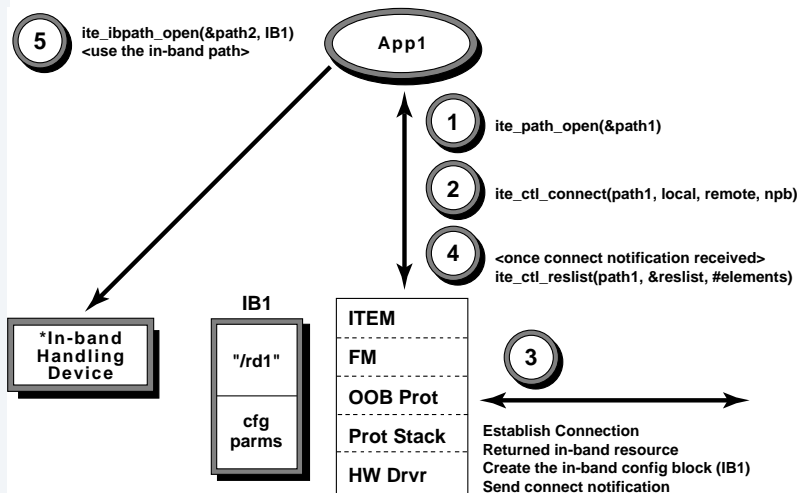 5
ite_ibpath_open(&path2, IB1)
<use the in-band path>
App1
1
ite_path_open(&path1)
2
ite_ctl_connect(path1, local, remote, npb)
4
<once connect notification received>
ite_ctl_reslist(path1, &reslist, #elements)
*In-band
Handling
Device
IB1
"/rd1"
cfg
parms
ITEM
FM
OOB Prot
Prot Stack
HW Drvr
3
Establish Connection
Returned in-band resource
Create the in-band config block (IB1)
Send connect notification